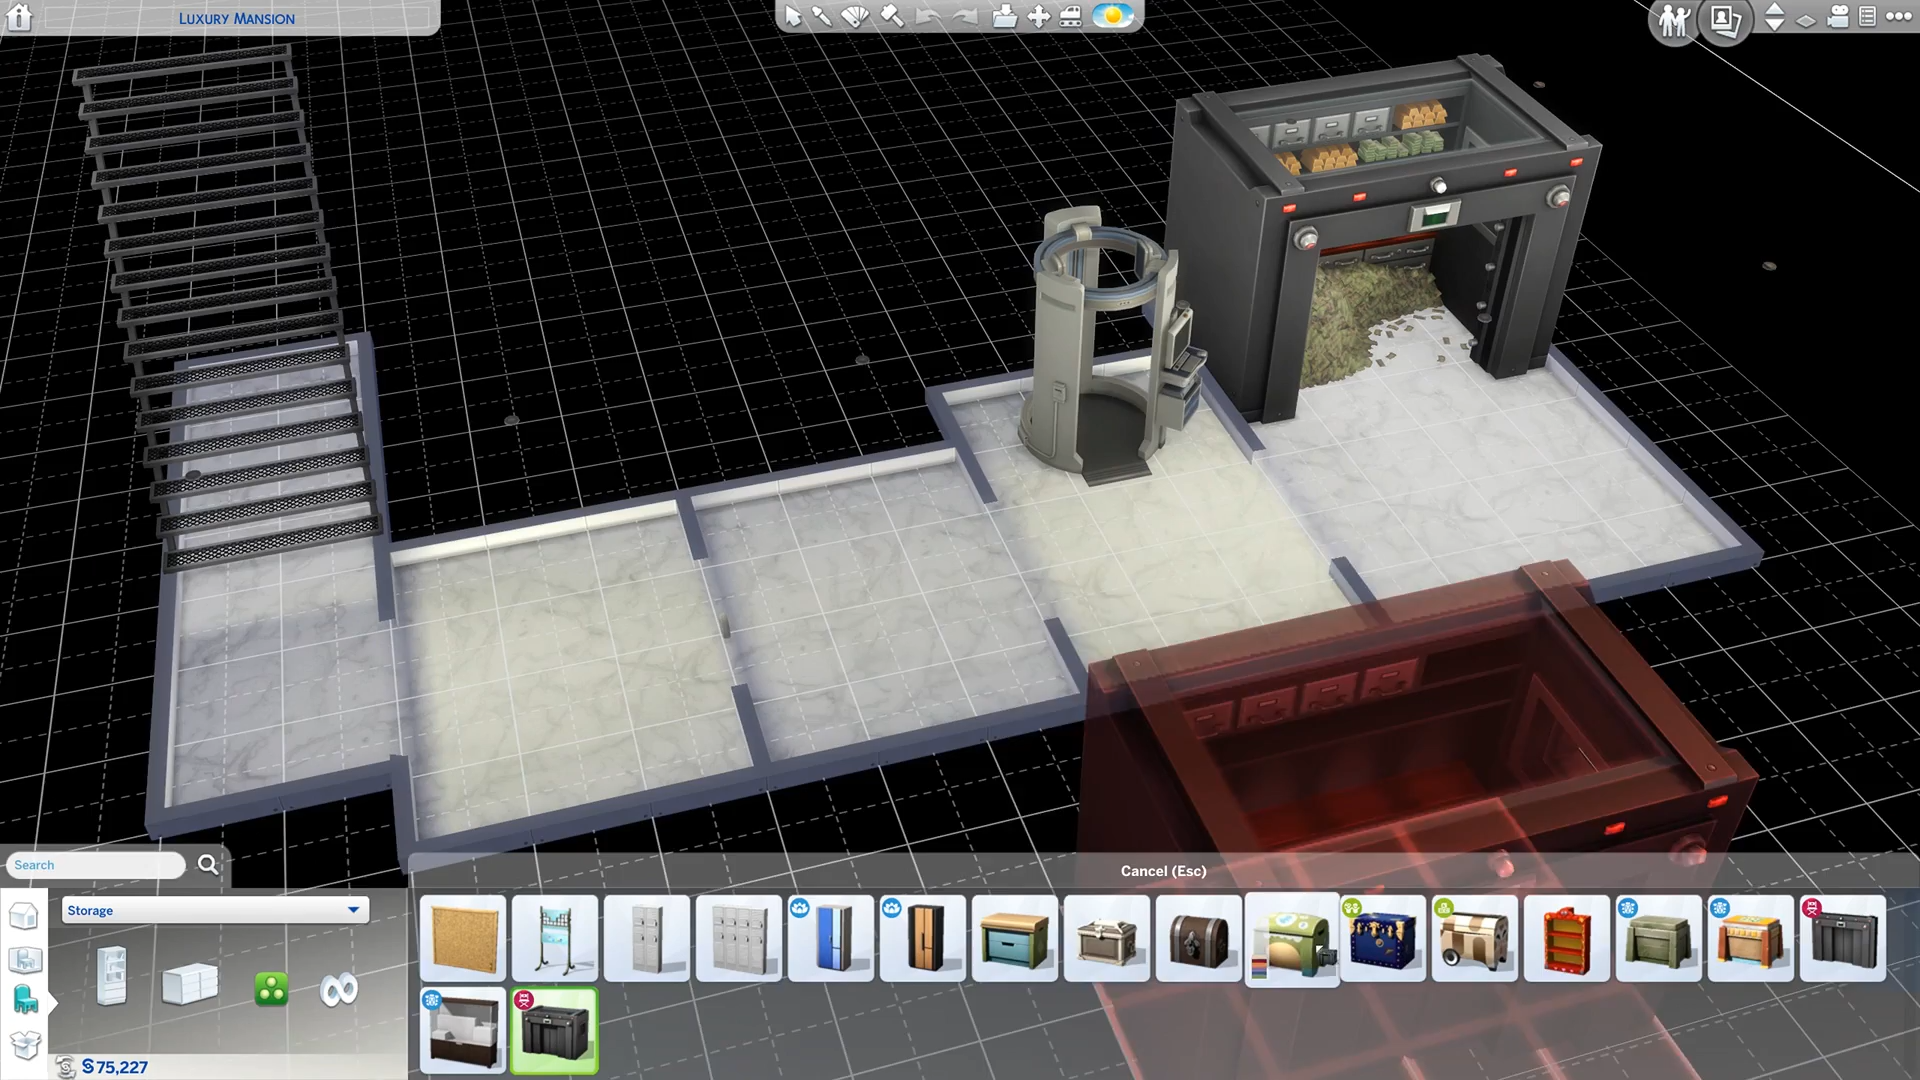 LUXURY MANSION
Search
Cancel (Esc)
Storage
§75,227